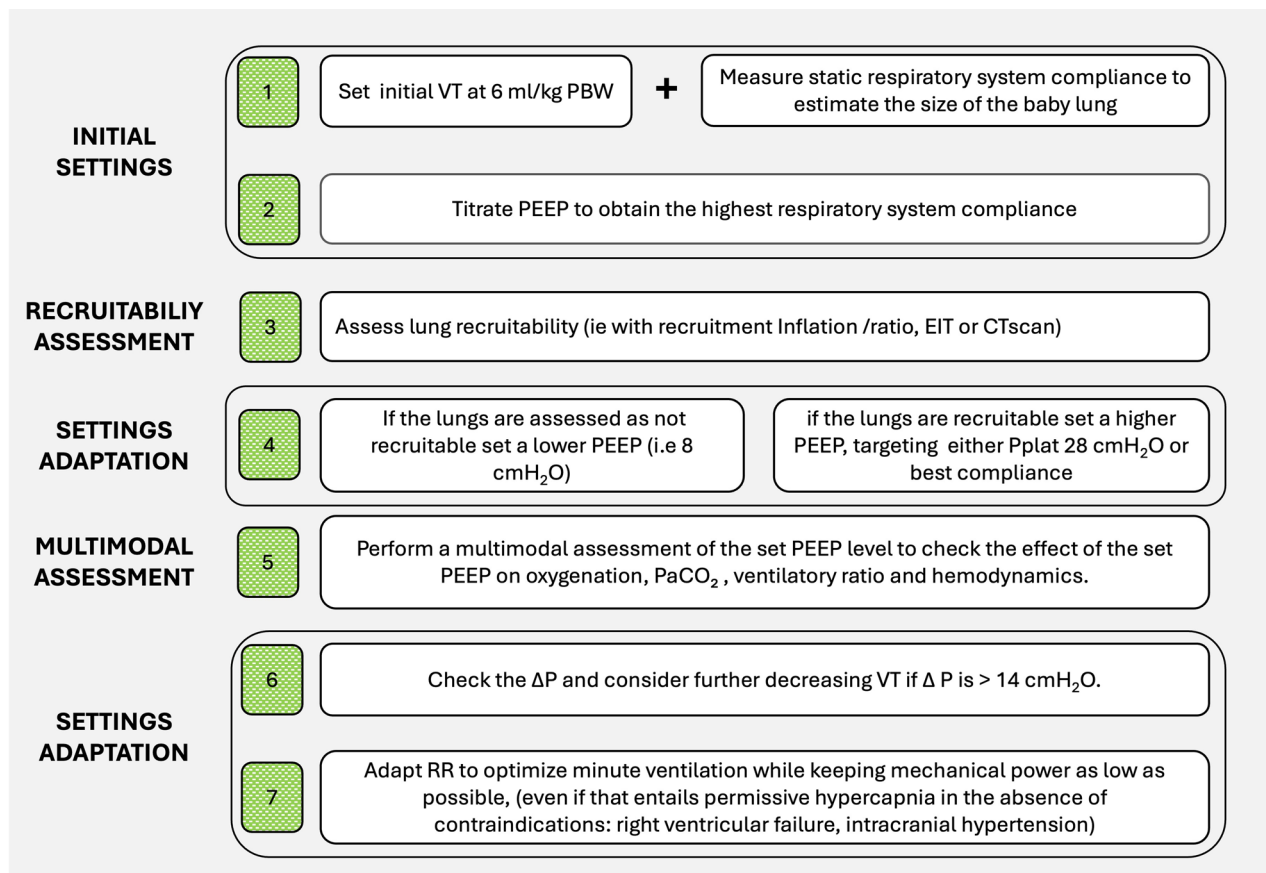 INITIAL
SETTINGS
1
Set initial VT at 6 ml/kg PBW
+
Measure static respiratory system compliance to
estimate the size of the baby lung
2
Titrate PEEP to obtain the highest respiratory system compliance
RECRUITABILIY
ASSESSMENT
3
Assess lung recruitability (ie with recruitment Inflation /ratio, EIT or CTscan)
SETTINGS
ADAPTATION
4
If the lungs are assessed as not
recruitable set a lower PEEP (i.e 8
cmH₂O)
if the lungs are recruitable set a higher
PEEP, targeting either Pplat 28 cmH₂O or
best compliance
MULTIMODAL
ASSESSMENT
5
Perform a multimodal assessment of the set PEEP level to check the effect of the set
PEEP on oxygenation, PaCO₂ , ventilatory ratio and hemodynamics.
SETTINGS
ADAPTATION
6
Check the ΔP and consider further decreasing VT if Δ P is > 14 cmH₂O.
7
Adapt RR to optimize minute ventilation while keeping mechanical power as low as
possible, (even if that entails permissive hypercapnia in the absence of
contraindications: right ventricular failure, intracranial hypertension)